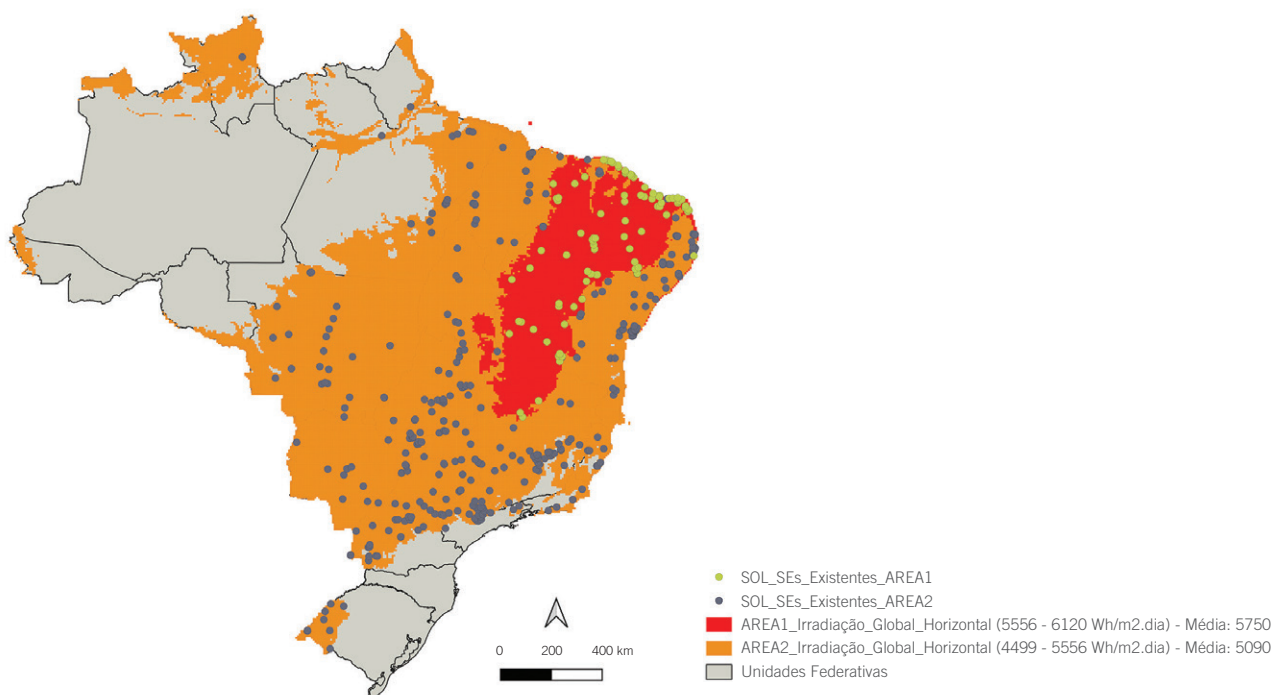 SOL_SEs_Existentes_AREA1
SOL_SEs_Existentes_AREA2
AREA1_Irradiação_Global_Horizontal (5556 - 6120 Wh/m2.dia) - Média: 5750
AREA2_Irradiação_Global_Horizontal (4499 - 5556 Wh/m2.dia) - Média: 5090
Unidades Federativas
0 200 400 km